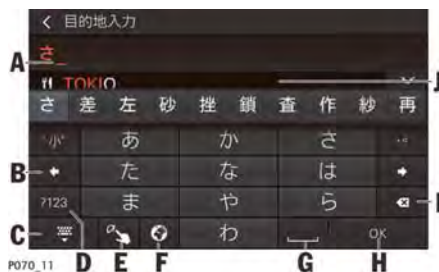 < 目的地入力
さ_
TOKIO
さ 差 左 砂 挫 鎖 査 作 紗 再
゛小゜ あ か さ
た な は
?123 ま や ら
わ OK
A
B
C
D E F G H
I
J
P070_11